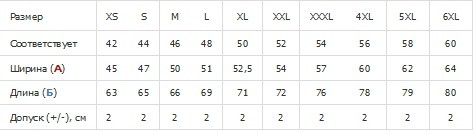 Размер XS S M L XL XXL XXXL 4XL 5XL 6XL
Соответствует 42 44 46 48 50 52 54 56 58 60
Ширина (А) 45 47 50 51 52,5 54 57 60 62 64
Длина (Б) 63 65 66 69 71 72 76 78 79 80
Допуск (+/-), см 2 2 2 2 2 2 2 2 2 2